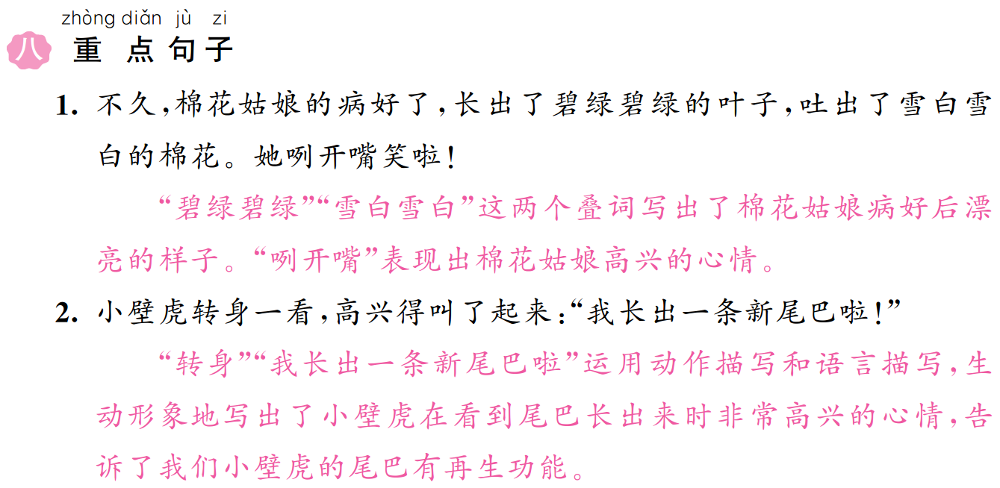 zhòng diǎn jù zi
八 重点句子
1. 不久,棉花姑娘的病好了,长出了碧绿碧绿的叶子,吐出了雪白雪
白的棉花。她咧开嘴笑啦!
“碧绿碧绿”“雪白雪白”这两个叠词写出了棉花姑娘病好后漂
亮的样子。“咧开嘴”表现出棉花姑娘高兴的心情。
2. 小壁虎转身一看,高兴得叫了起来:“我长出一条新尾巴啦!”
“转身”“我长出一条新尾巴啦”运用动作描写和语言描写,生
动形象地写出了小壁虎在看到尾巴长出来时非常高兴的心情,告
诉了我们小壁虎的尾巴有再生功能。